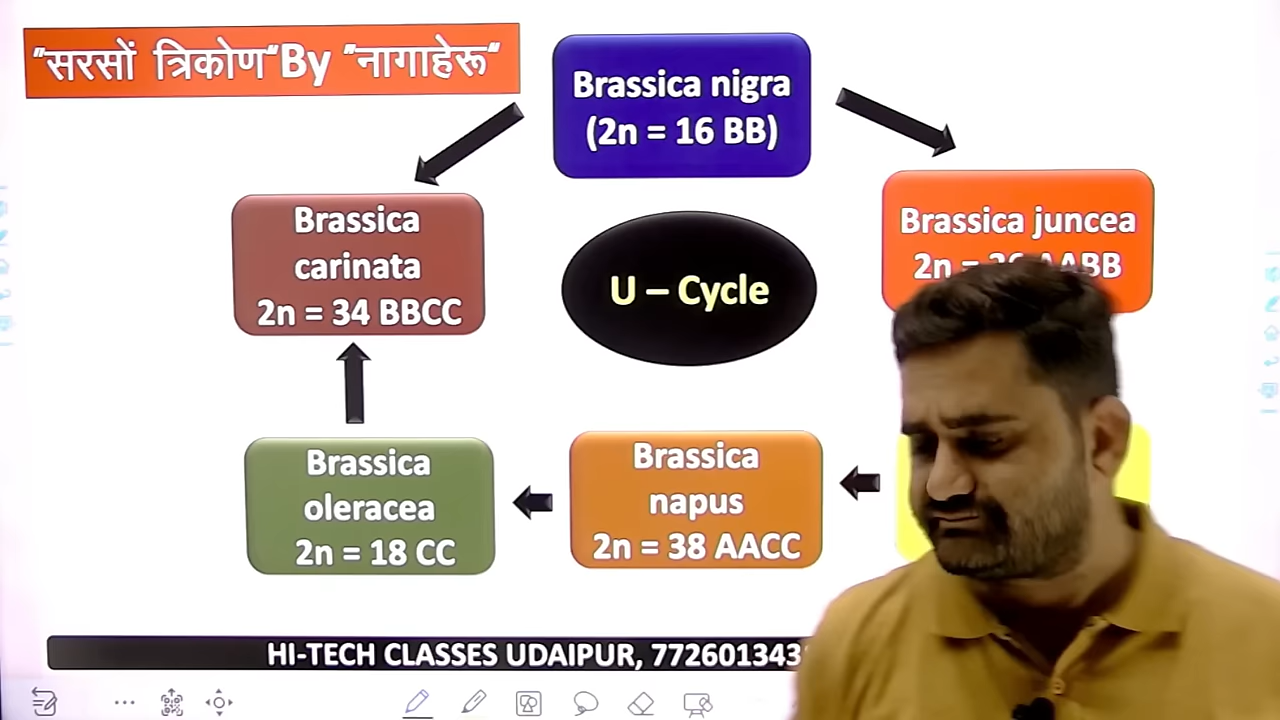 “सरसों त्रिकोण“By “नागाहेरू“
Brassica nigra
(2n = 16 BB)
Brassica
carinata
2n = 34 BBCC
Brassica juncea
2n = AABB
U – Cycle
Brassica
oleracea
2n = 18 CC
Brassica
napus
2n = 38 AACC
HI-TECH CLASSES UDAIPUR,